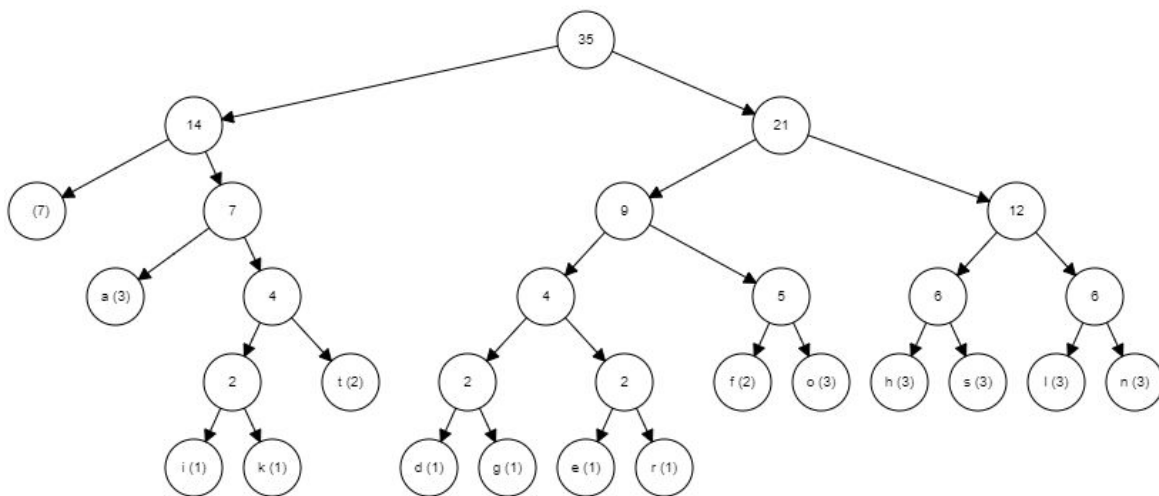 35
14 21
(7) 7 9 12
a (3) 4 4 5 6 6
2 t (2) 2 2 f (2) o (3) h (3) s (3) l (3) n (3)
i (1) k (1) d (1) g (1) e (1) r (1)